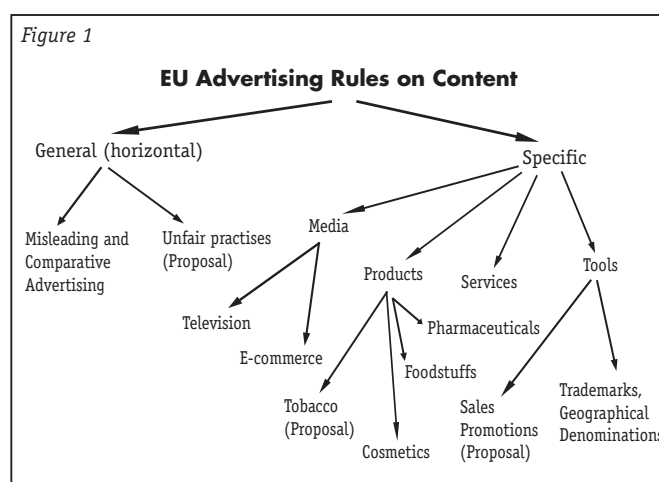 Figure 1
EU Advertising Rules on Content
General (horizontal)
Specific
Misleading and
Comparative
Advertising
Unfair practises
(Proposal)
Media
Products
Services
Tools
Television
E-commerce
Pharmaceuticals
Foodstuffs
Tobacco
(Proposal)
Cosmetics
Sales
Promotions
(Proposal)
Trademarks,
Geographical
Denominations